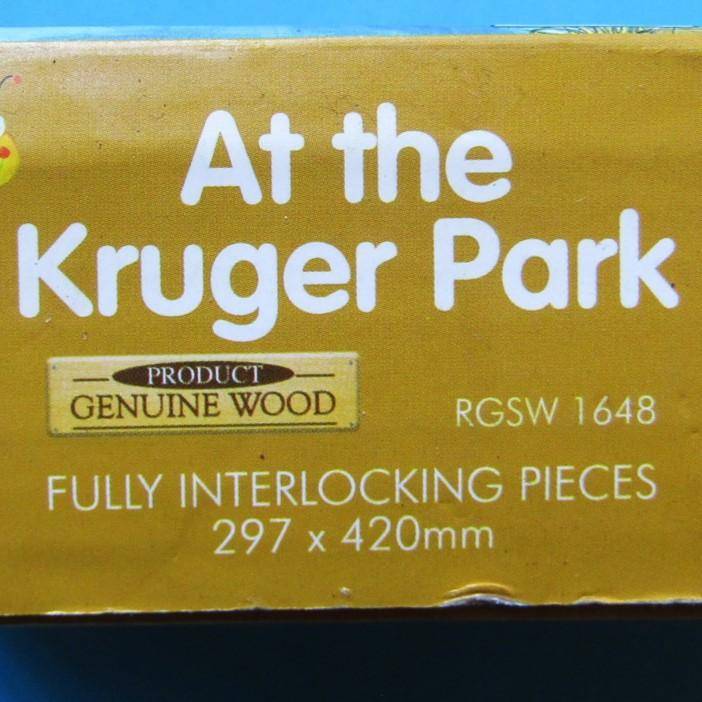 At the
Kruger Park
PRODUCT
GENUINE WOOD
RGSW 1648
FULLY INTERLOCKING PIECES
297 x 420mm